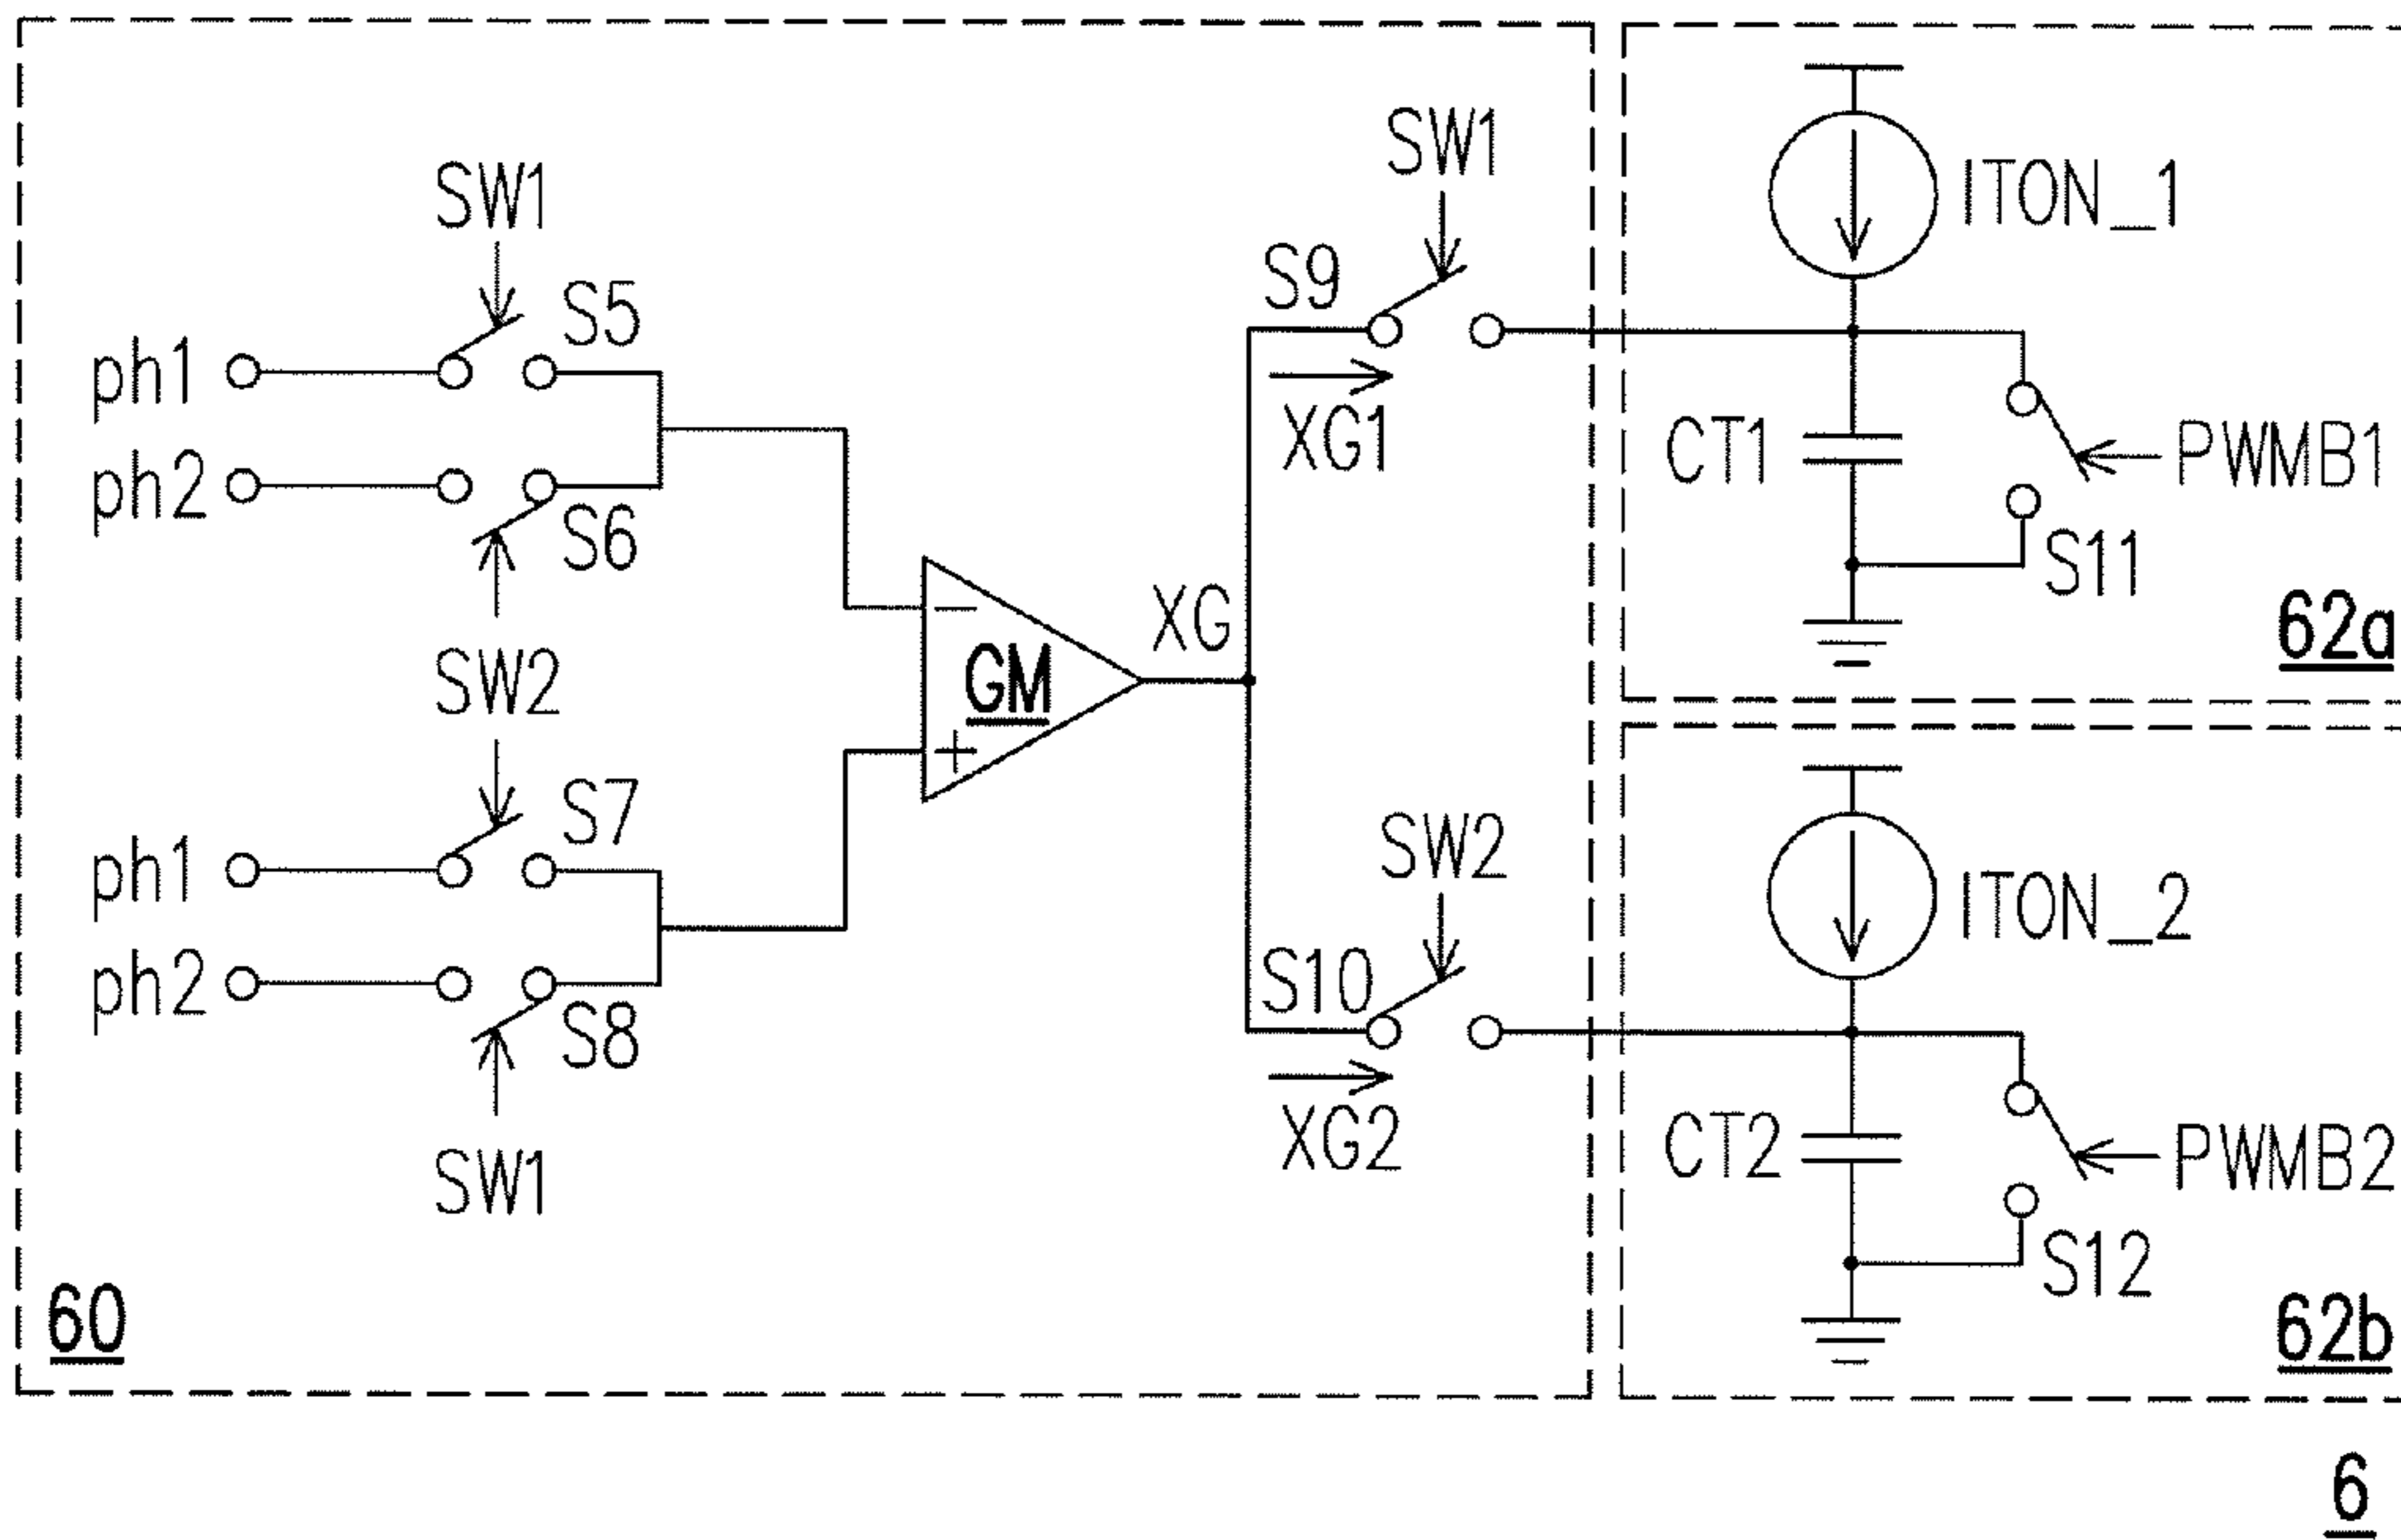 SW1
S5
ph1
ph2
S6
SW2
S7
ph1
ph2
S8
SW1
GM
XG
SW1
S9
XG1
SW2
S10
XG2
60
ITON_1
CT1
PWMB1
S11
62a
ITON_2
CT2
PWMB2
S12
62b
6